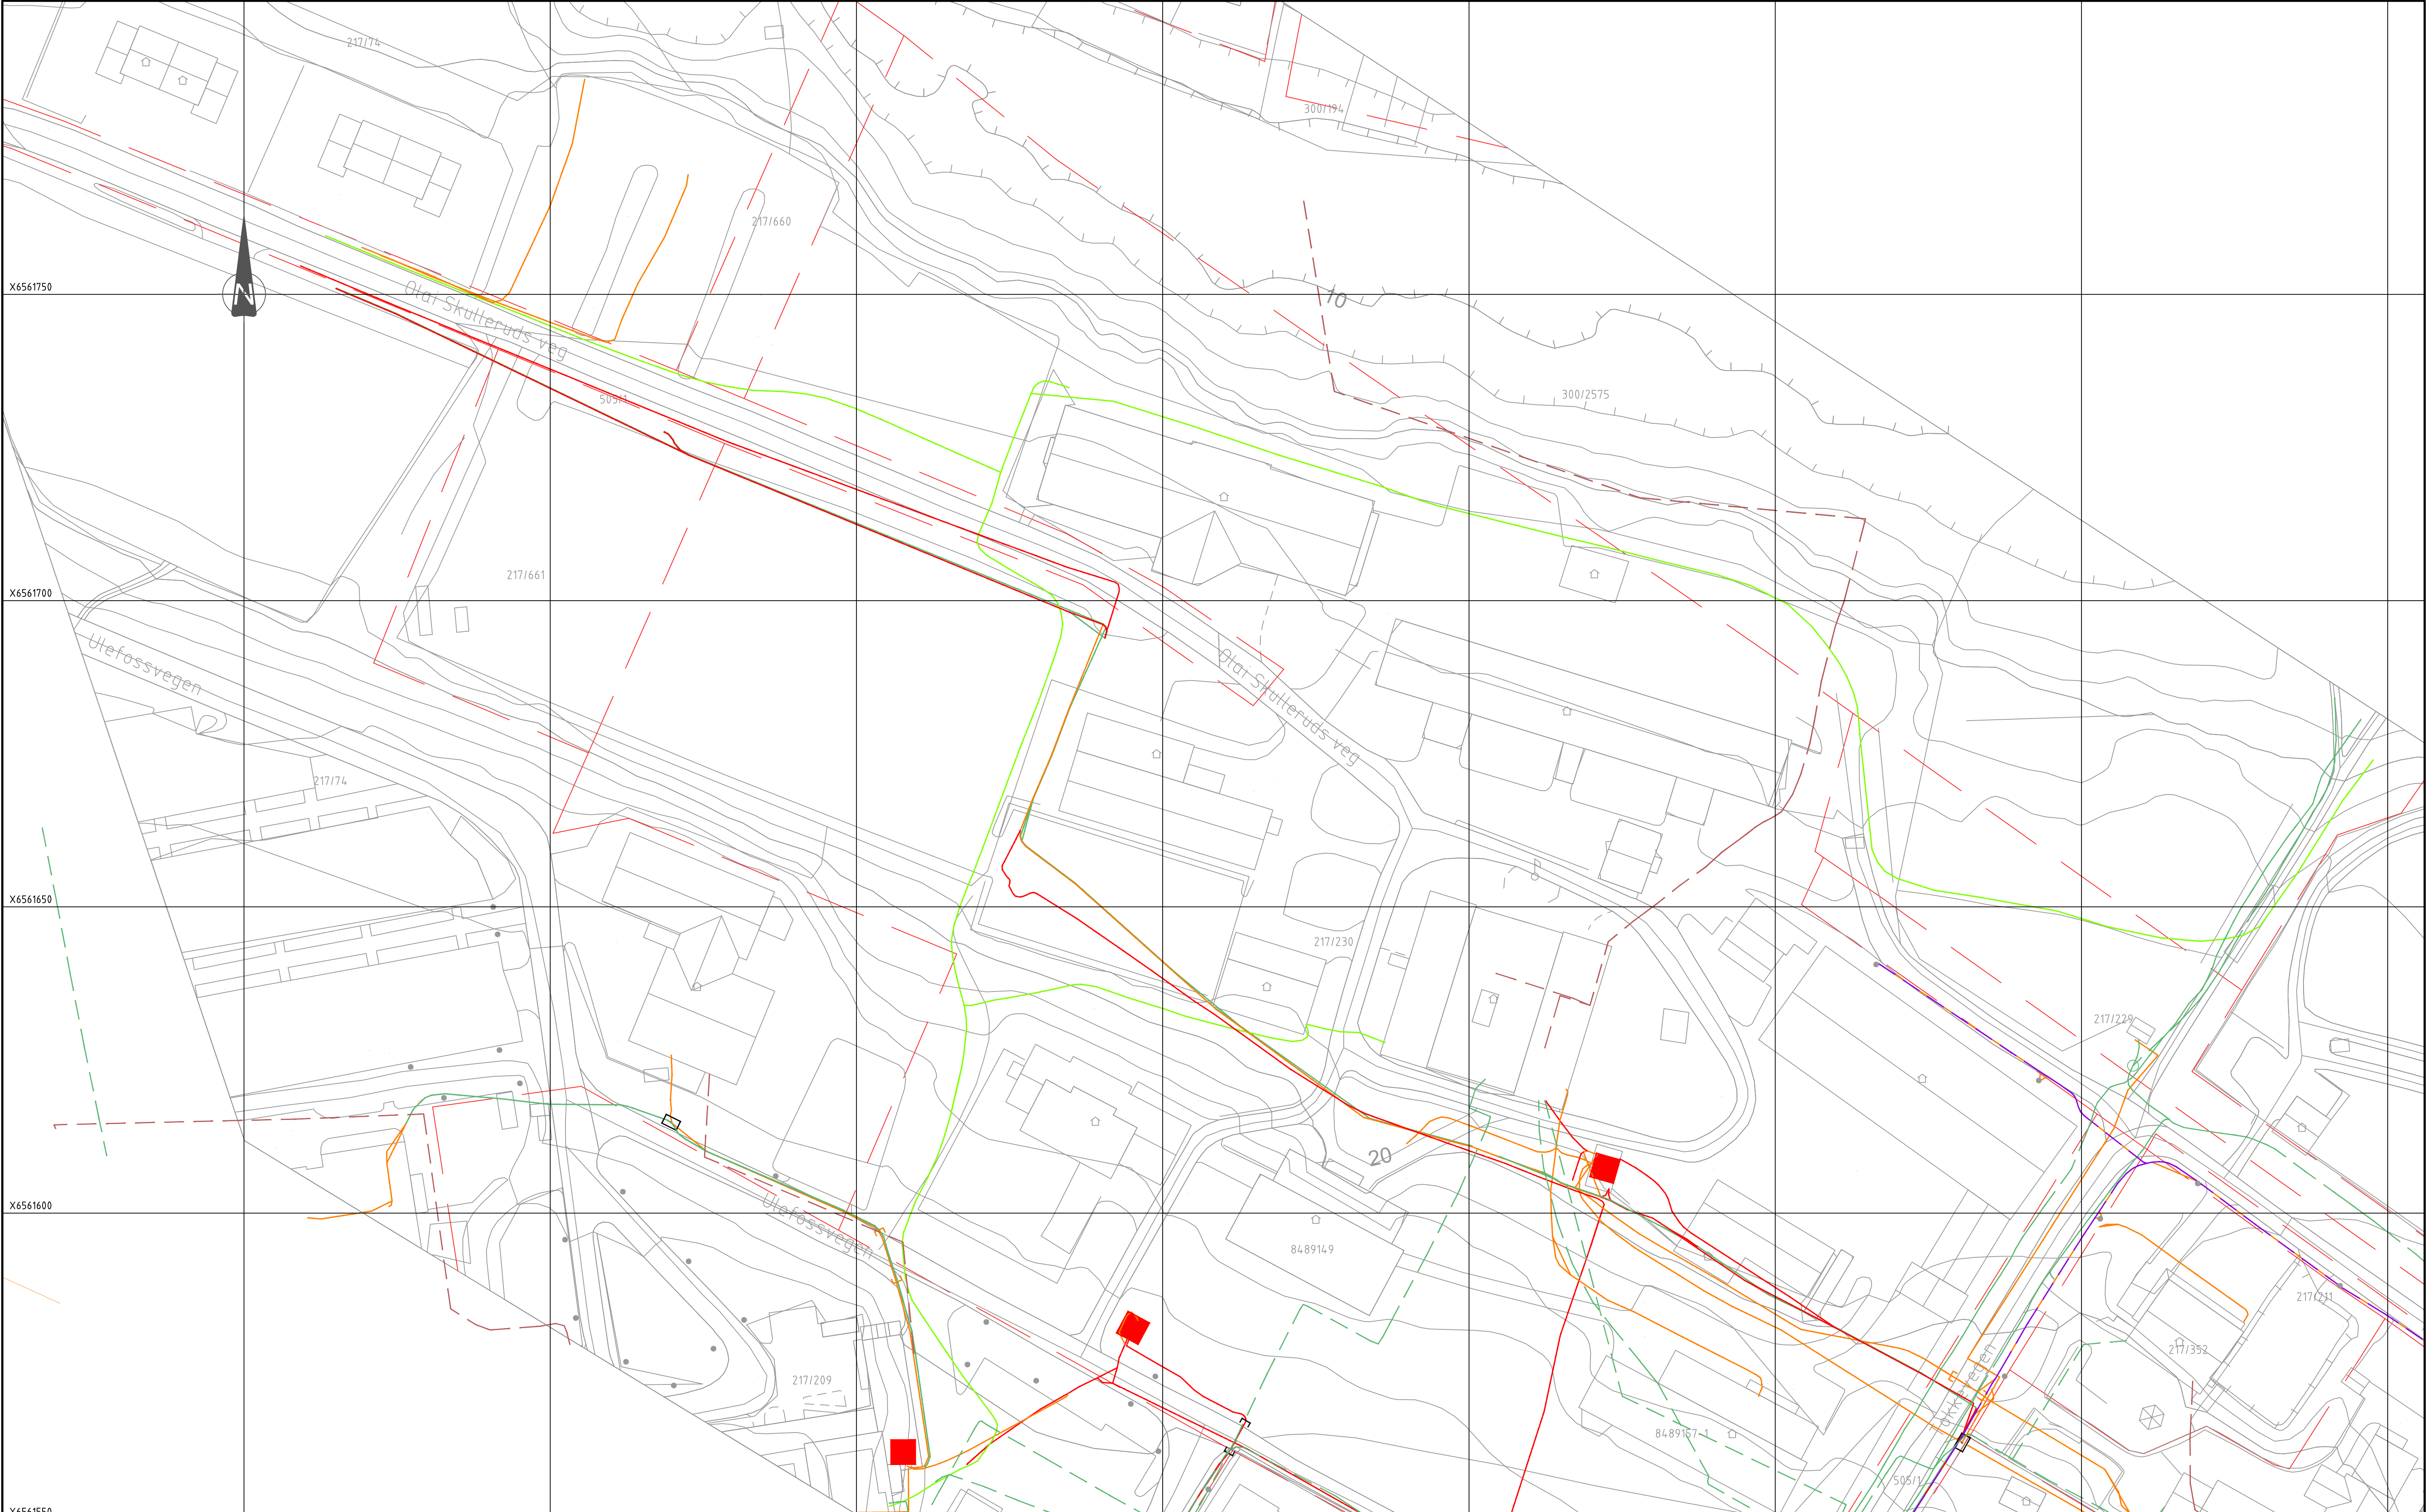 217/74
300/194
217/660
X6561750
N
Olai Skulleruds veg
10
505/1
300/2575
217/661
X6561700
Ulefossvegen
Olai Skulleruds veg
217/74
X6561650
217/230
217/229
20
X6561600
Ulefossvegen
8489149
217/211
217/352
217/209
8489157-1
505/1
X6561550